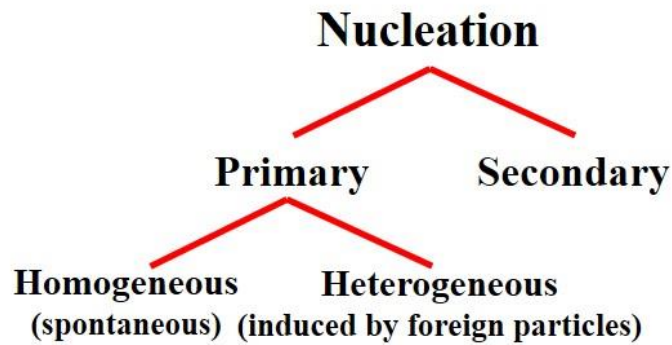 Nucleation
Primary Secondary
Homogeneous Heterogeneous
(spontaneous) (induced by foreign particles)